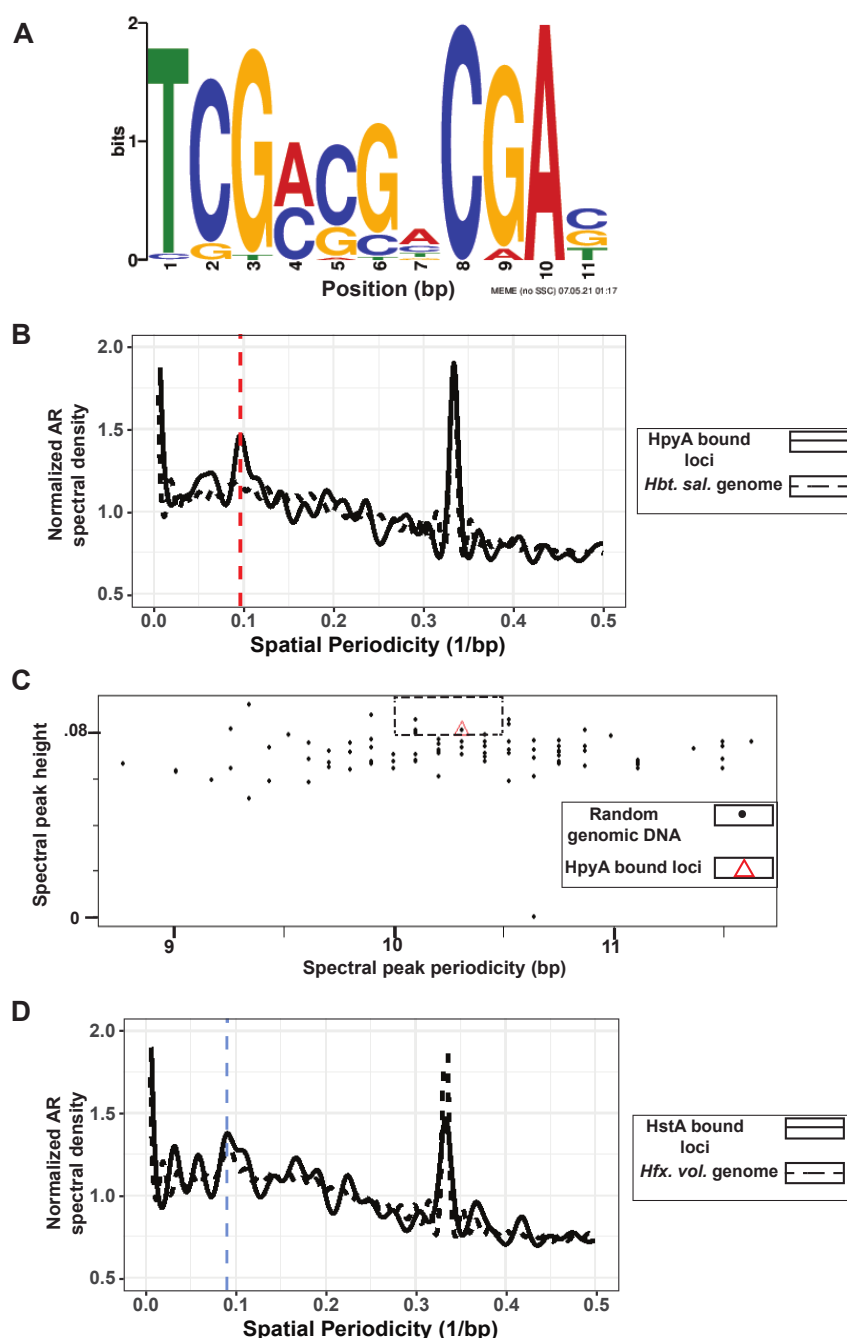 A
2
1
0
bits
TCGACGACGAC
CGCCGCCAG
TAGTTT
CG
1 2 3 4 5 6 7 8 9 10 11
Position (bp)
MEME (no SSC) 07.05.21 01:17
B
2.0
1.5
1.0
0.5
Normalized AR
spectral density
0.0 0.1 0.2 0.3 0.4 0.5
Spatial Periodicity (1/bp)
HpyA bound
loci
Hbt. sal. genome
C
.08
0
Spectral peak height
9 10 11
Spectral peak periodicity (bp)
Random
genomic DNA
HpyA bound loci
D
2.0
1.5
1.0
0.5
Normalized AR
spectral density
0.0 0.1 0.2 0.3 0.4 0.5
Spatial Periodicity (1/bp)
HstA bound
loci
Hfx. vol. genome